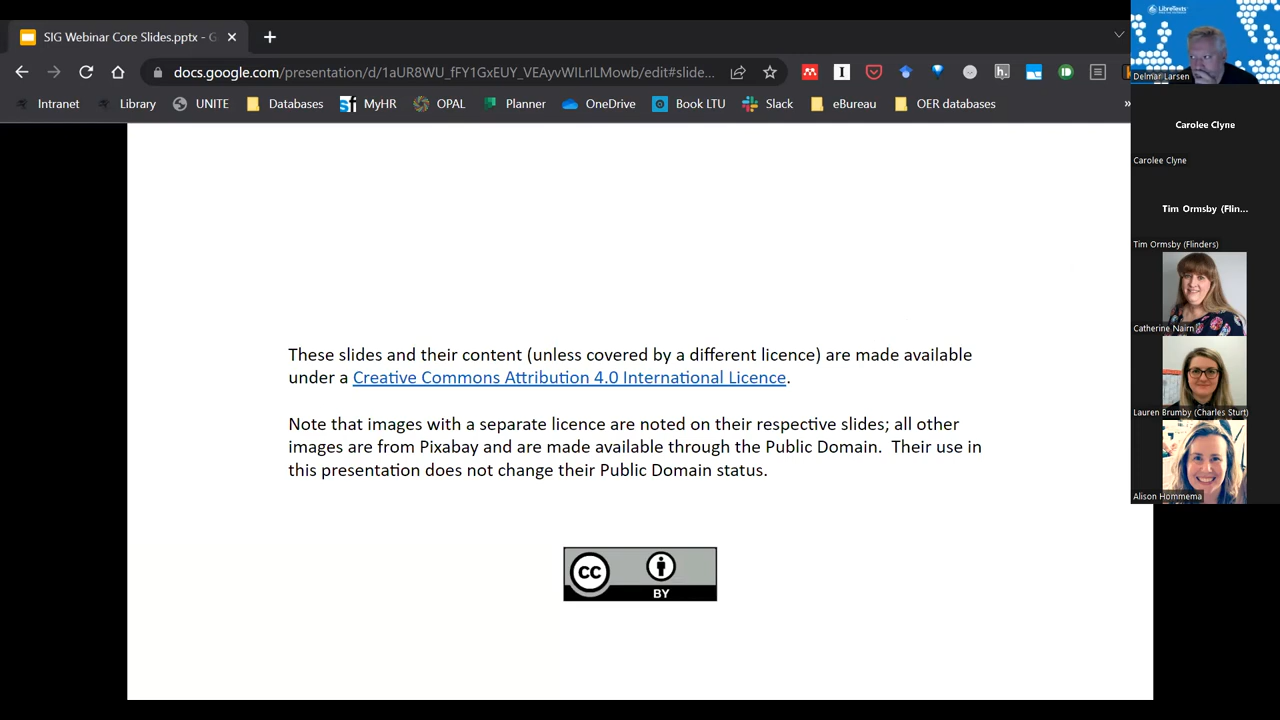 SIG Webinar Core Slides.pptx - G
docs.google.com/presentation/d/1aUR8WU_fFY1GxEUY_VEAyvWILrILMowb/edit#slide...
Intranet
Library
UNITE
Databases
MyHR
OPAL
Planner
OneDrive
Book LTU
Slack
eBureau
OER databases
»
These slides and their content (unless covered by a different licence) are made available
under a Creative Commons Attribution 4.0 International Licence.
Note that images with a separate licence are noted on their respective slides; all other
images are from Pixabay and are made available through the Public Domain. Their use in
this presentation does not change their Public Domain status.
CC
BY
LibreTexts
Delmar Larsen
Carolee Clyne
Carolee Clyne
Tim Ormsby (Flin...
Tim Ormsby (Flinders)
Catherine Nairn
Lauren Brumby (Charles Sturt)
Alison Hommema